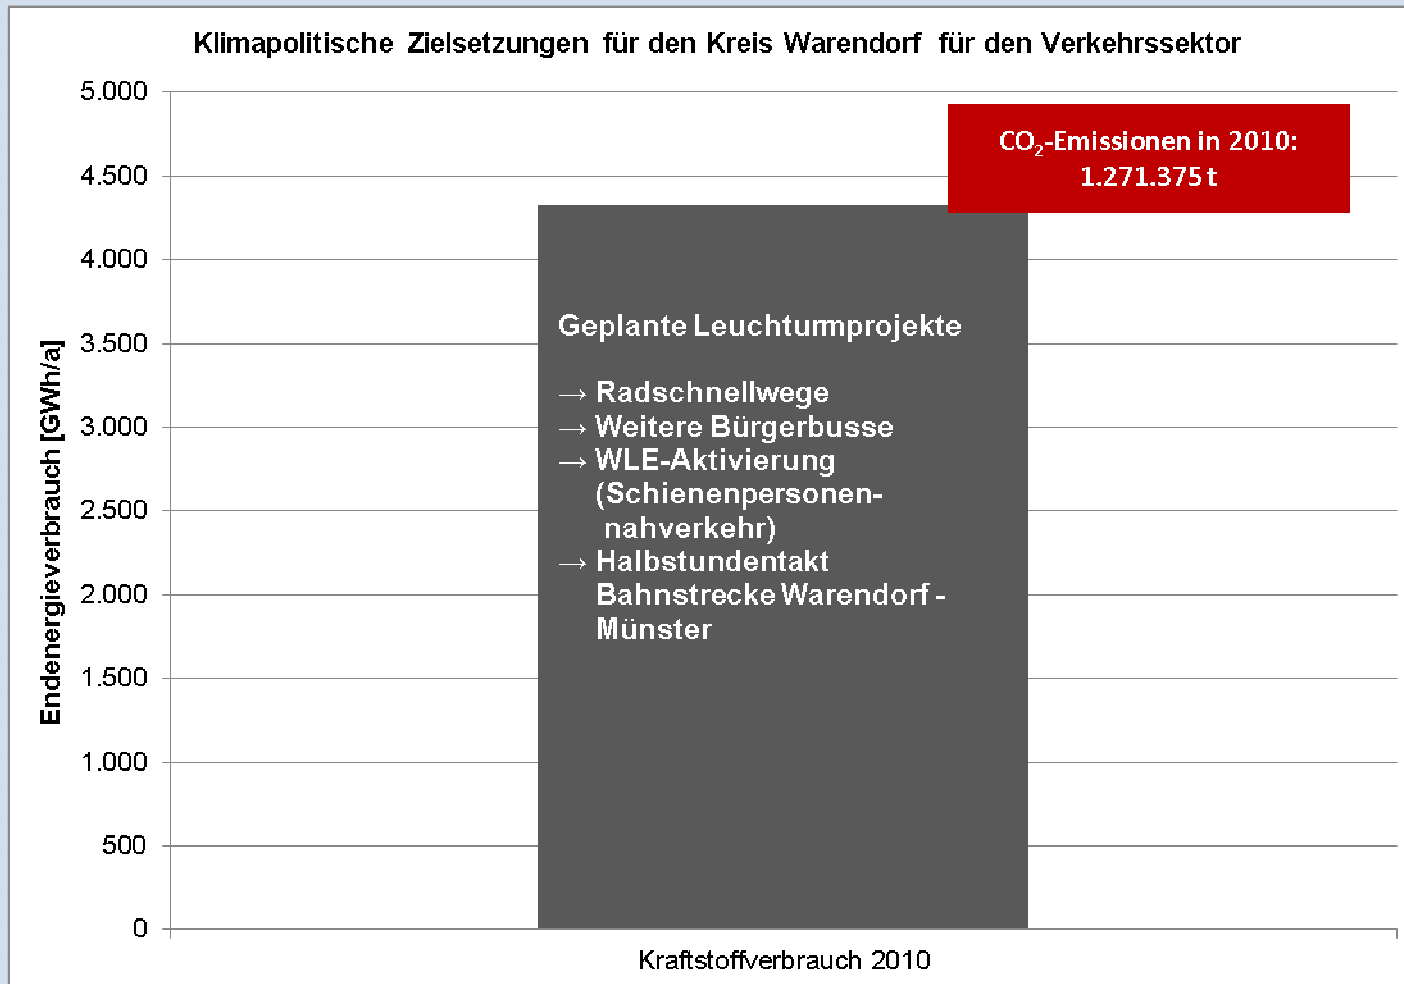 Klimapolitische Zielsetzungen für den Kreis Warendorf für den Verkehrssektor
CO₂-Emissionen in 2010:
1.271.375 t
Endenergieverbrauch [GWh/a]
5.000
4.500
4.000
3.500
3.000
2.500
2.000
1.500
1.000
500
0
Geplante Leuchturmprojekte
→ Radschnellwege
→ Weitere Bürgerbusse
→ WLE-Aktivierung
(Schienenpersonen-
nahverkehr)
→ Halbstundentakt
Bahnstrecke Warendorf -
Münster
Kraftstoffverbrauch 2010